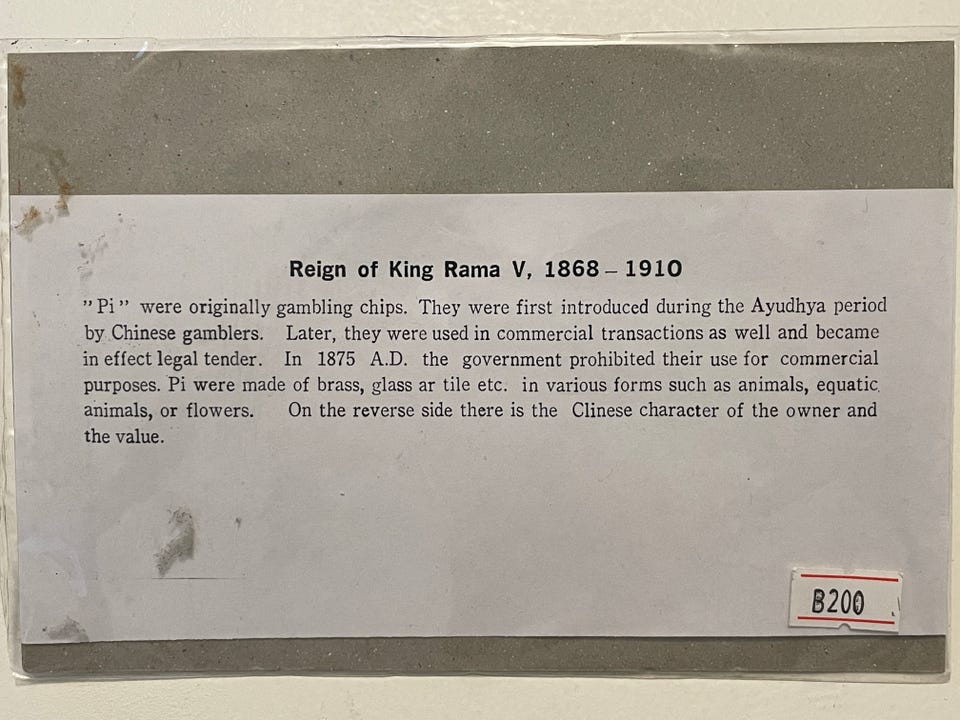 Reign of King Rama V, 1868 – 1910
"Pi" were originally gambling chips. They were first introduced during the Ayudhya period
by Chinese gamblers. Later, they were used in commercial transactions as well and became
in effect legal tender. In 1875 A.D. the government prohibited their use for commercial
purposes. Pi were made of brass, glass ar tile etc. in various forms such as animals, equatic
animals, or flowers. On the reverse side there is the Clinese character of the owner and
the value.
B200